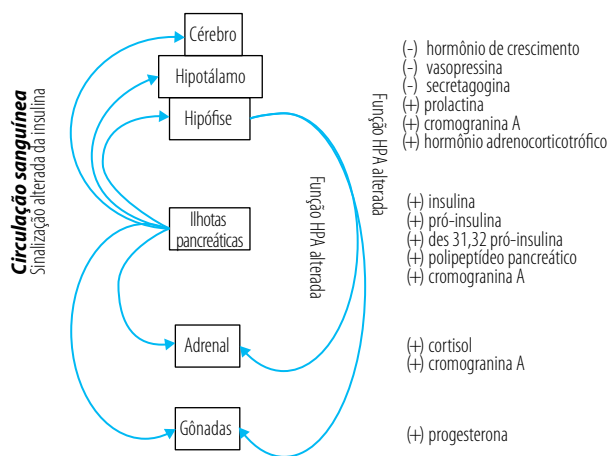 Cérebro
Hipotálamo
Hipófise
Ilhotas
pancreáticas
Adrenal
Gônadas
Circulação sanguínea
Sinalização alterada da insulina
Função HPA alterada
Função HPA alterada
(-) hormônio de crescimento
(-) vasopressina
(-) secretagogina
(+) prolactina
(+) cromogranina A
(+) hormônio adrenocorticotrófico
(+) insulina
(+) pró-insulina
(+) des 31,32 pró-insulina
(+) polipeptídeo pancreático
(+) cromogranina A
(+) cortisol
(+) cromogranina A
(+) progesterona